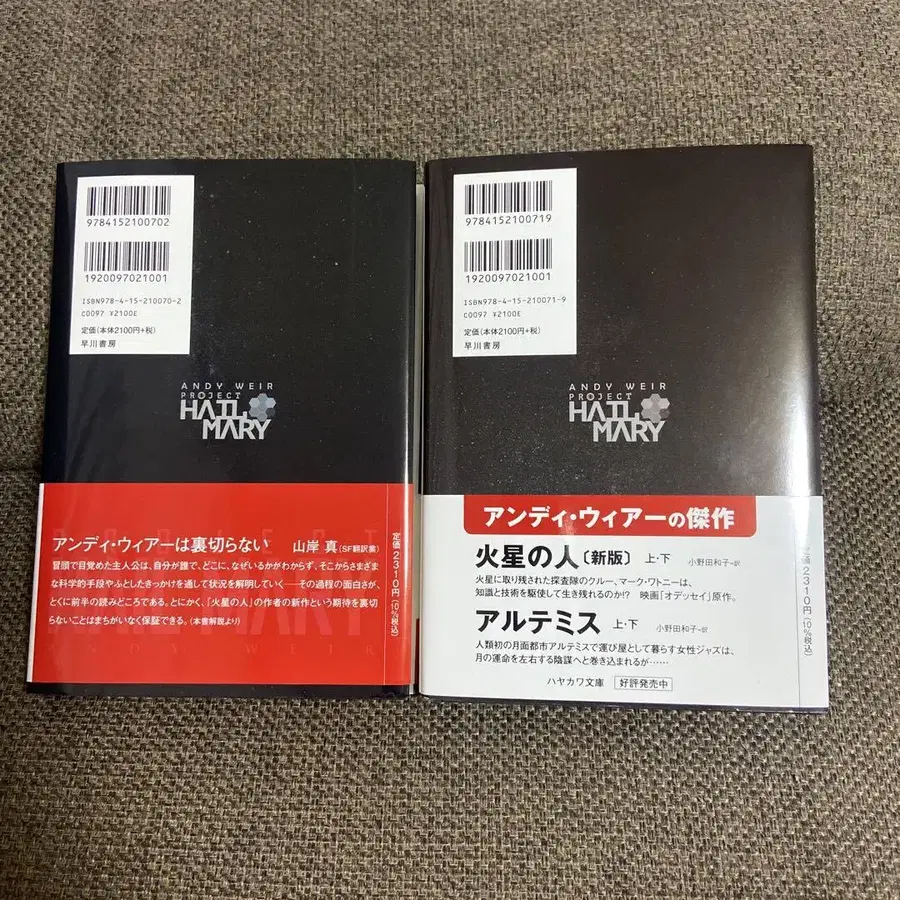 9784152100702
1920097021001
ISBN978-4-15-210070-2
C0097 ¥2100E
定価(本体2100円+税)
早川書房
ANDY WEIR
PROJECT
HAIL
MARY
アンディ・ウィアーは裏切らない 山岸 真(SF翻訳業)
冒頭で目覚めた主人公は、自分が誰で、どこに、なぜいるかがわからず、そこからさまざま
な科学的手段やふとしたきっかけを通して状況を解明していく——その過程の面白さが、
とくに前半の読みどころである。とにかく、『火星の人』の作者の新作という期待を裏切
らないことはまちがいなく保証できる。(本書解説より)
PROJECT
HAIL MARY
ANDY WEIR
定価2310円(10%税込)
9784152100719
1920097021001
ISBN978-4-15-210071-9
C0097 ¥2100E
定価(本体2100円+税)
早川書房
ANDY WEIR
PROJECT
HAIL
MARY
アンディ・ウィアーの傑作
火星の人〔新版〕 上・下 小野田和子=訳
火星に取り残された探査隊のクルー、マーク・ワトニーは、
知識と技術を駆使して生き残れるのか!? 映画「オデッセイ」原作。
アルテミス 上・下 小野田和子=訳
人類初の月面都市アルテミスで運び屋として暮らす女性ジャズは、
月の運命を左右する陰謀へと巻き込まれるが……
ハヤカワ文庫 好評発売中
定価2310円(10%税込)